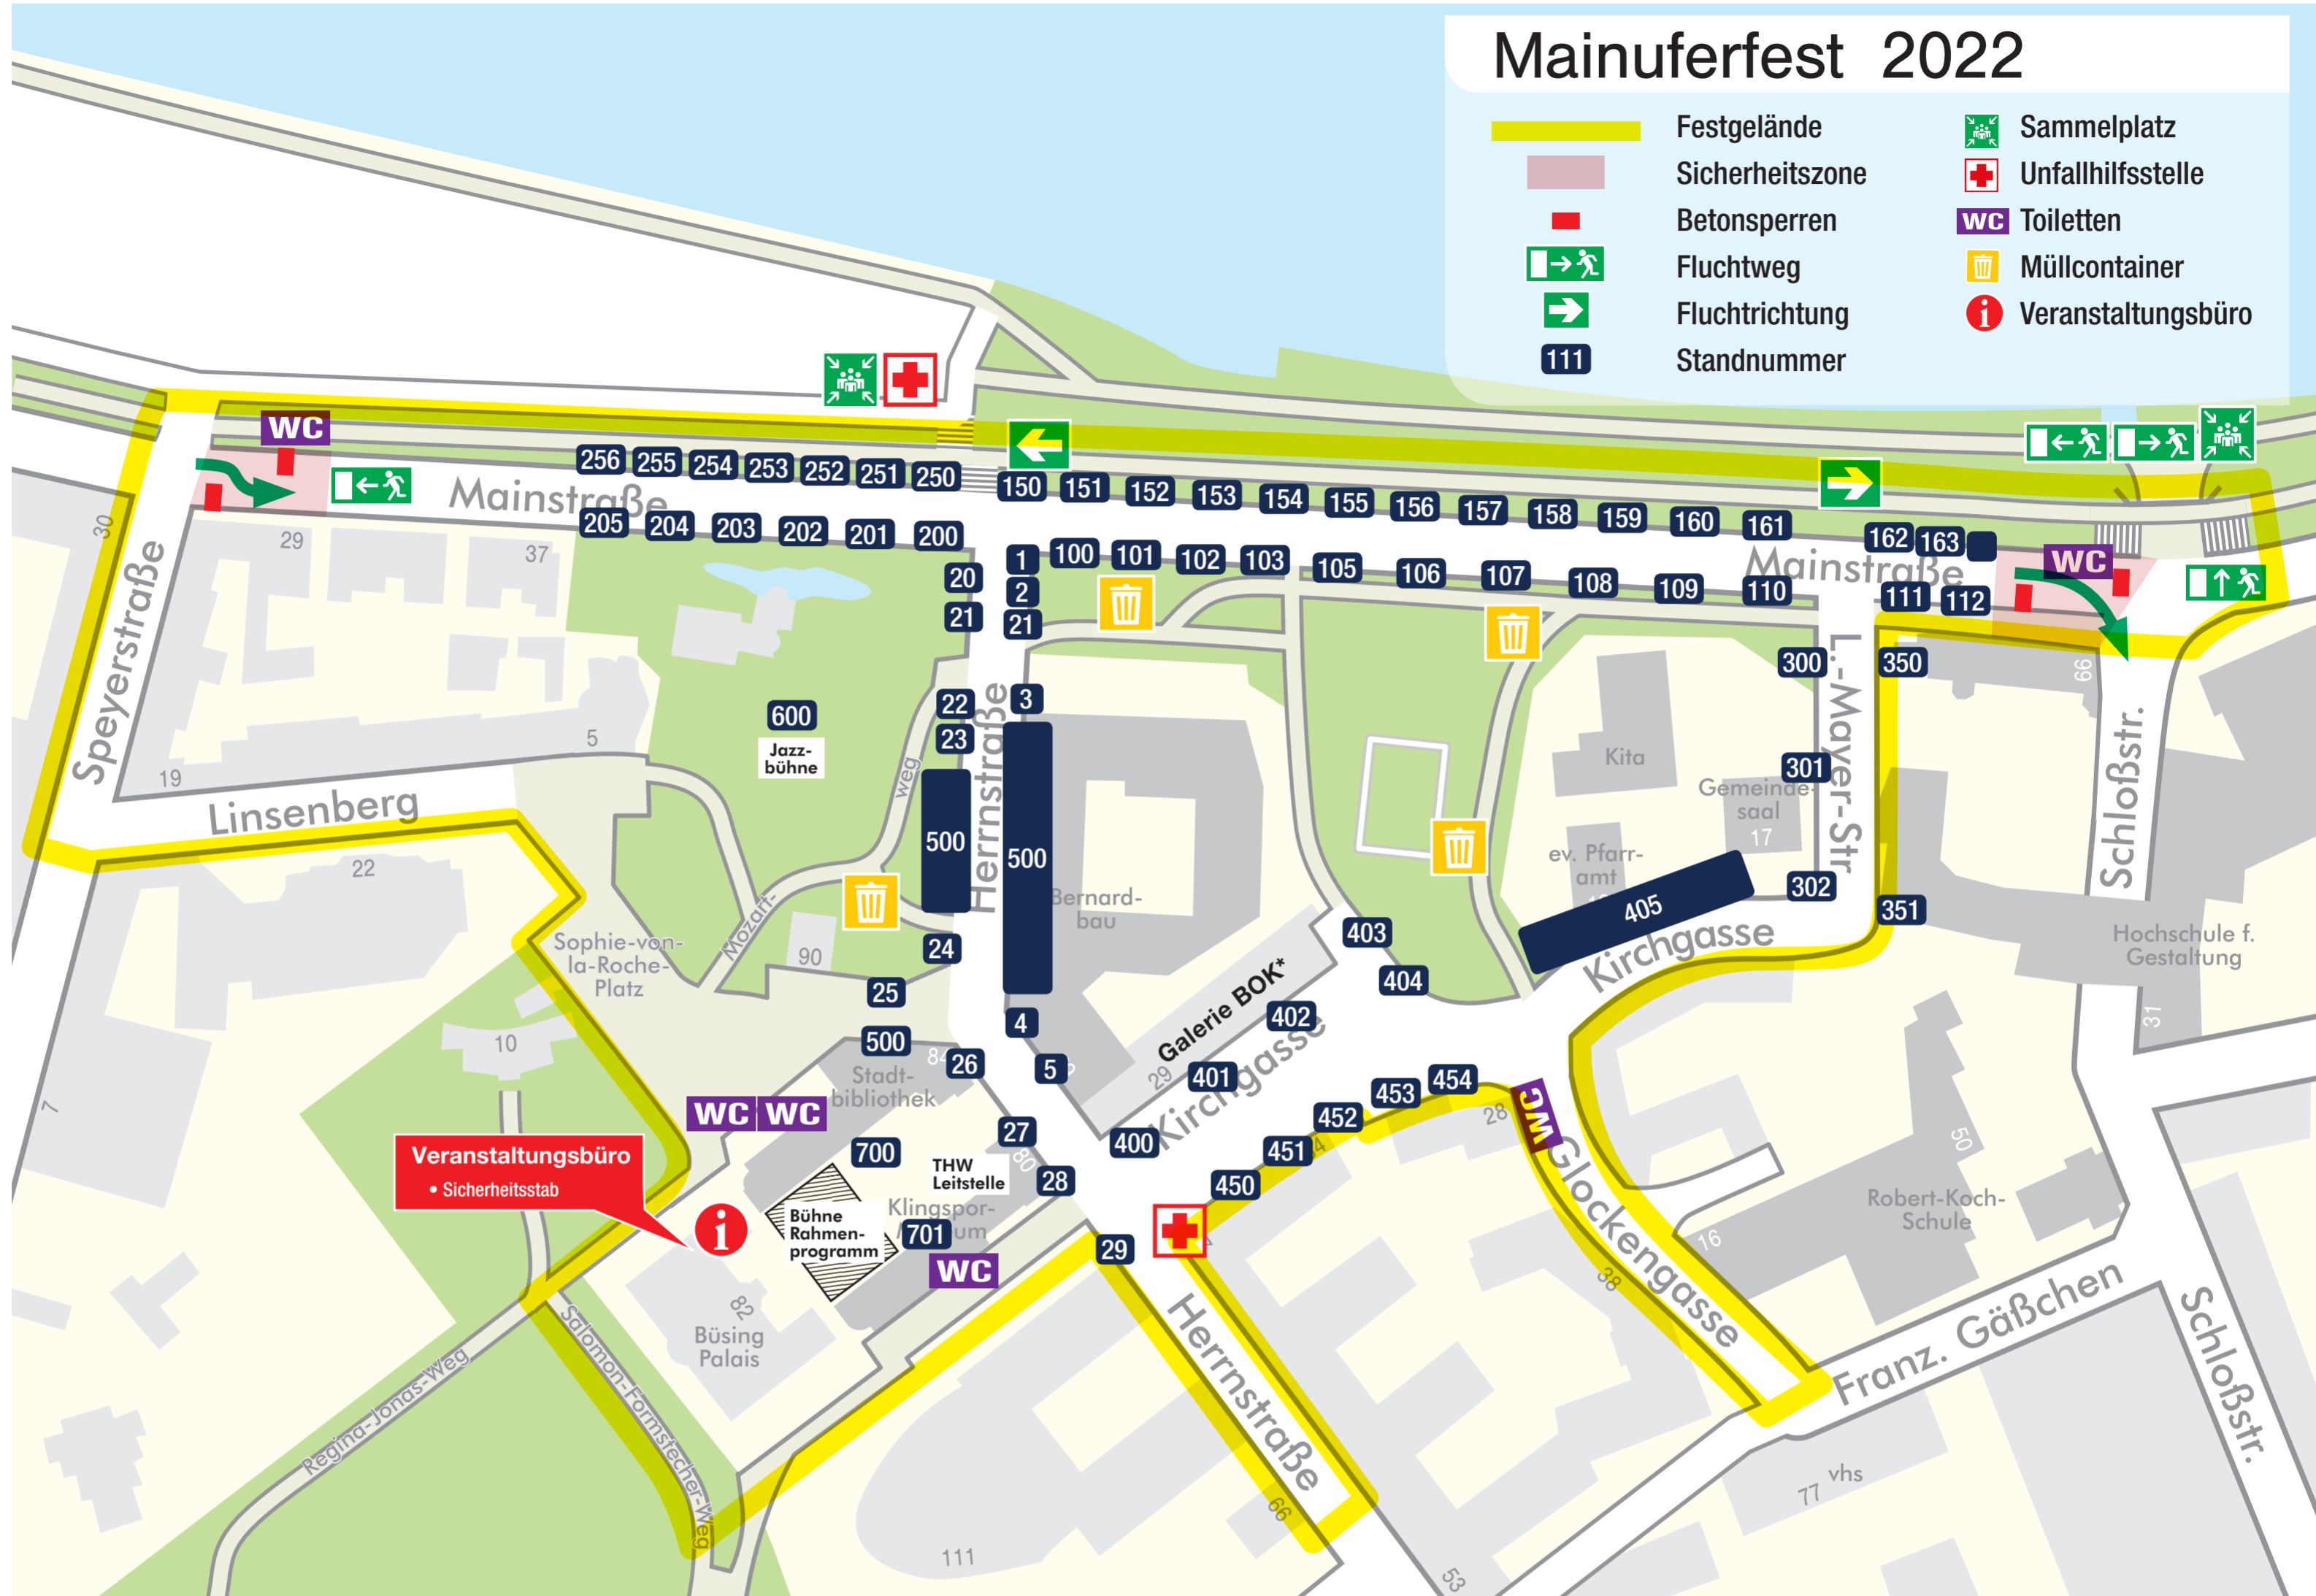 Mainuferfest 2022
Festgelände
Sicherheitszone
Betonsperren
Fluchtweg
Fluchtrichtung
111
Standnummer
Sammelplatz
Unfallhilfsstelle
WC
Toiletten
Müllcontainer
i
Veranstaltungsbüro
WC
256
255
254
253
252
251
250
150
151
152
153
154
155
156
157
158
159
160
161
162
163
Mainstraße
205
204
203
202
201
200
1
100
101
102
103
105
106
107
108
109
110
Mainstraße
111
112
WC
30
29
37
20
2
21
21
300
350
66
Speyerstraße
5
19
Linsenberg
22
600
Jazz-
bühne
22
23
3
Herrnstraße
weg
500
500
Bernard-
bau
Kita
301
Gemeinde-
saal
17
L.-Mayer-Str
Schloßstr.
ev. Pfarr-
amt
405
302
351
Kirchgasse
Hochschule f.
Gestaltung
31
Sophie-von-
la-Roche-
Platz
Mozart-
90
24
25
403
404
Galerie BOK*
29
402
401
Kirchgasse
4
5
10
7
500
84
26
Stadt-
bibliothek
WC
WC
27
80
28
400
454
453
452
451
450
28
WC
Glockengasse
50
Robert-Koch-
Schule
16
38
Veranstaltungsbüro
• Sicherheitsstab
i
700
THW
Leitstelle
Klingspor-
um
701
Bühne
Rahmen-
programm
WC
29
82
Büsing
Palais
Salomon-Formstecher-Weg
Regina-Jonas-Weg
Herrnstraße
66
111
53
Franz. Gäßchen
Schloßstr.
vhs
77